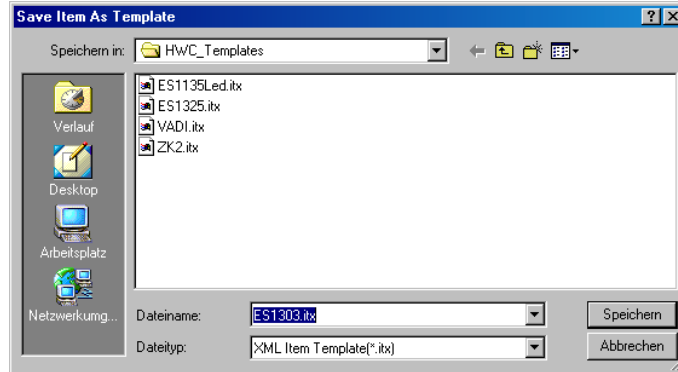 Save Item As Template
Speichern in: HWC_Templates
Verlauf
Desktop
Arbeitsplatz
Netzwerkumg...
ES1135Led.itx
ES1325.itx
VADI.itx
ZK2.itx
Dateiname: ES1303.itx Speichern
Dateityp: XML Item Template(*.itx) Abbrechen